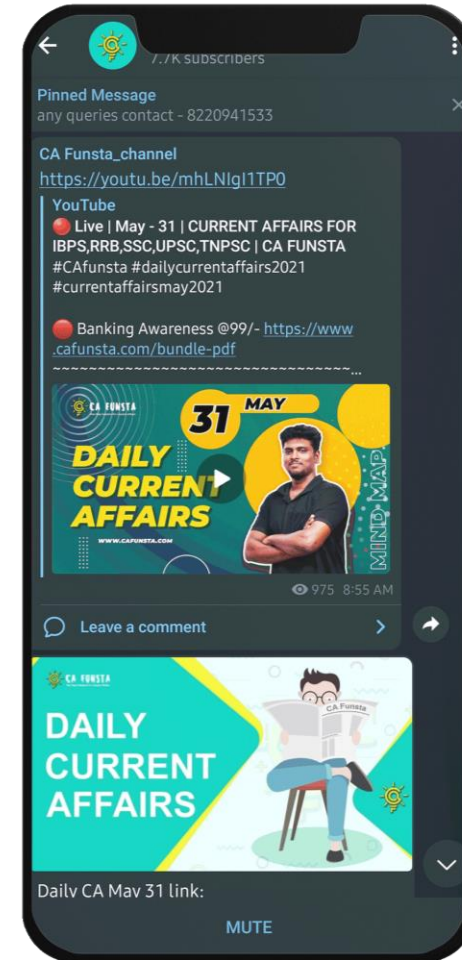 7.7K subscribers
Pinned Message
any queries contact - 8220941533
CA Funsta_channel
https://youtu.be/mhLNIgI1TP0
YouTube
🔴 Live | May - 31 | CURRENT AFFAIRS FOR
IBPS,RRB,SSC,UPSC,TNPSC | CA FUNSTA
#CAfunsta #dailycurrentaffairs2021
#currentaffairsmay2021
🔴 Banking Awareness @99/- https://www
.cafunsta.com/bundle-pdf
~~~~~~~~~~~~~~~~~~~~~~~~~~~~~~~~~...
CA FUNSTA
31 MAY
DAILY
CURRENT
AFFAIRS
WWW.CAFUNSTA.COM
MIND MAP
975 8:55 AM
Leave a comment
CA FUNSTA
CA Funsta
DAILY
CURRENT
AFFAIRS
Daily CA May 31 link:
MUTE